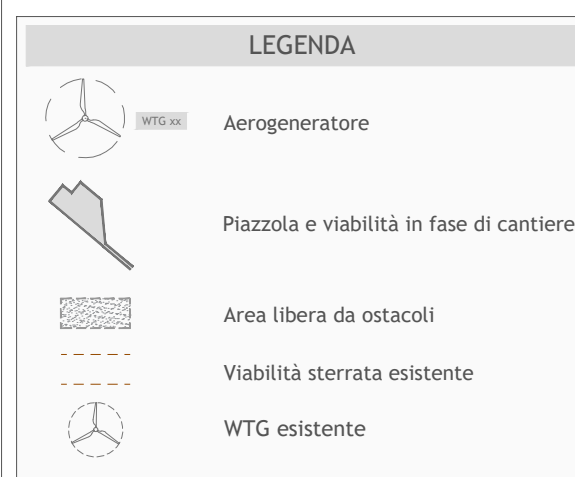 LEGENDA
WTG xx
Aerogeneratore
Piazzola e viabilità in fase di cantiere
Area libera da ostacoli
Viabilità sterrata esistente
WTG esistente